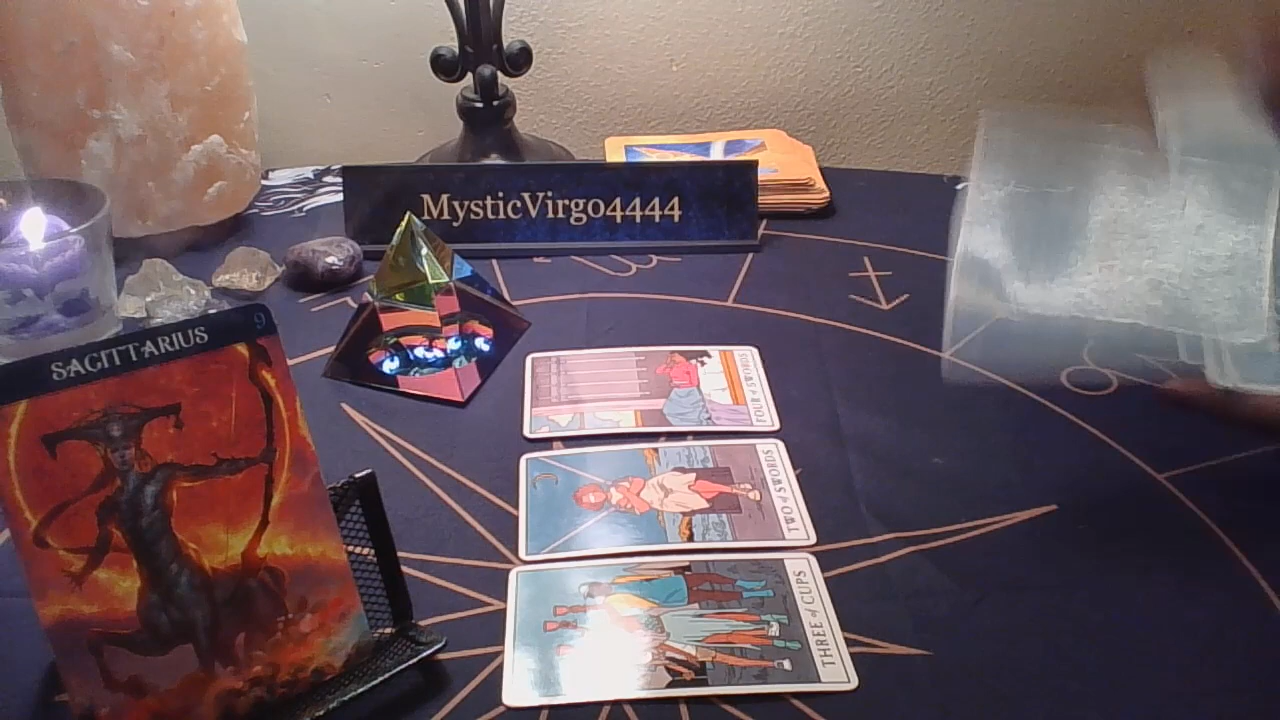 MysticVirgo4444
SAGITTARIUS 9
FOUR of SWORDS
TWO of SWORDS
THREE of CUPS